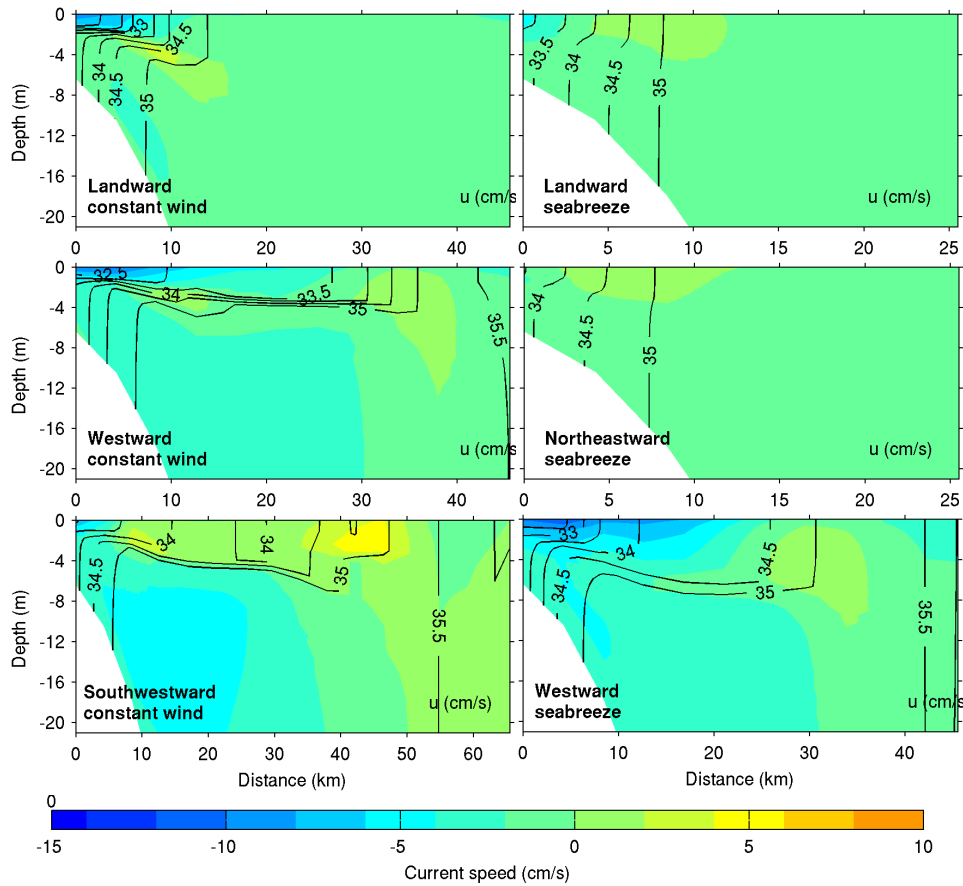 0
-4
-8
-12
-16
-20
Depth (m)
33
34.5
34
34.5
35
Landward
constant wind
u (cm/s
0 10 20 30 40
33.5
34
34.5
35
Landward
seabreeze
u (cm/s)
0 5 10 15 20 25
0
-4
-8
-12
-16
-20
Depth (m)
32.5
34
33.5
35
35.5
Westward
constant wind
u (cm/s
0 10 20 30 40
34
34.5
35
Northeastward
seabreeze
u (cm/s)
0 5 10 15 20 25
0
-4
-8
-12
-16
-20
Depth (m)
34
34
34.5
35
35.5
Southwestward
constant wind
u (cm/s)
0 10 20 30 40 50 60
Distance (km)
33
34
34.5
34.5
35
35.5
Westward
seabreeze
u (cm/s
0 10 20 30 40
Distance (km)
0
-15 -10 -5 0 5 10
Current speed (cm/s)